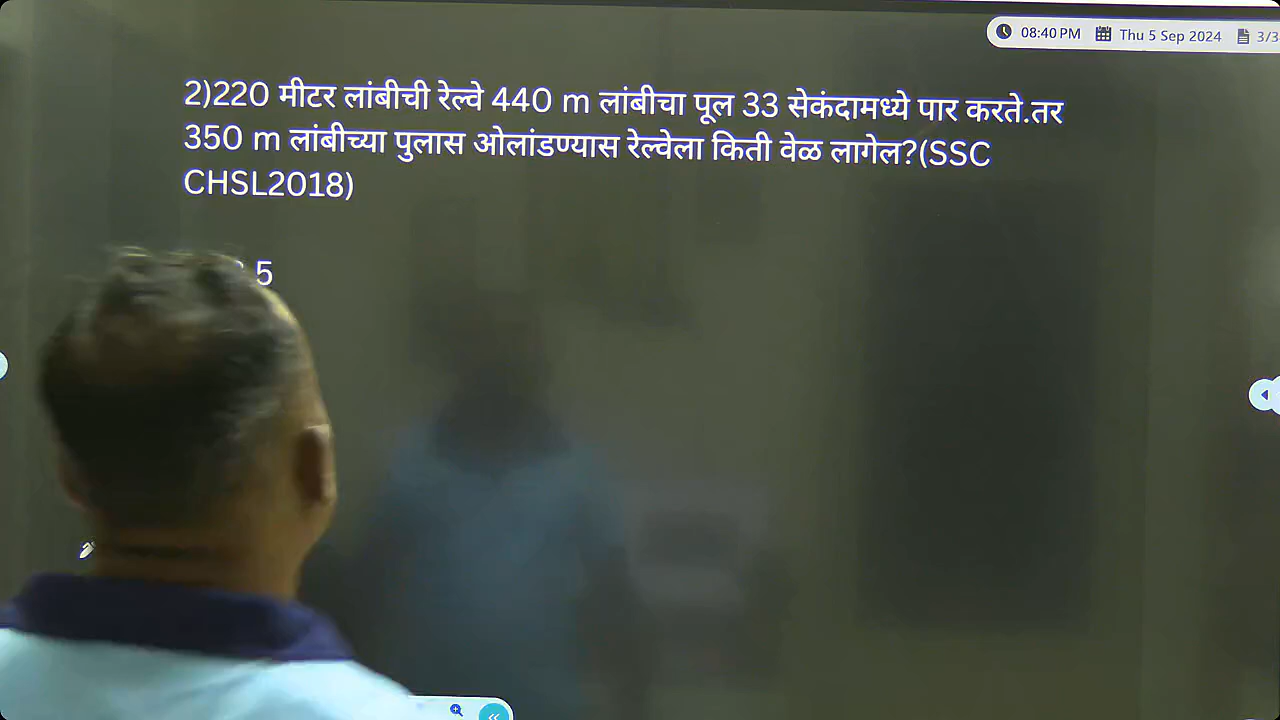 08:40 PM Thu 5 Sep 2024 3/3
2)220 मीटर लांबीची रेल्वे 440 m लांबीचा पूल 33 सेकंदामध्ये पार करते.तर
350 m लांबीच्या पुलास ओलांडण्यास रेल्वेला किती वेळ लागेल?(SSC
CHSL2018)
5